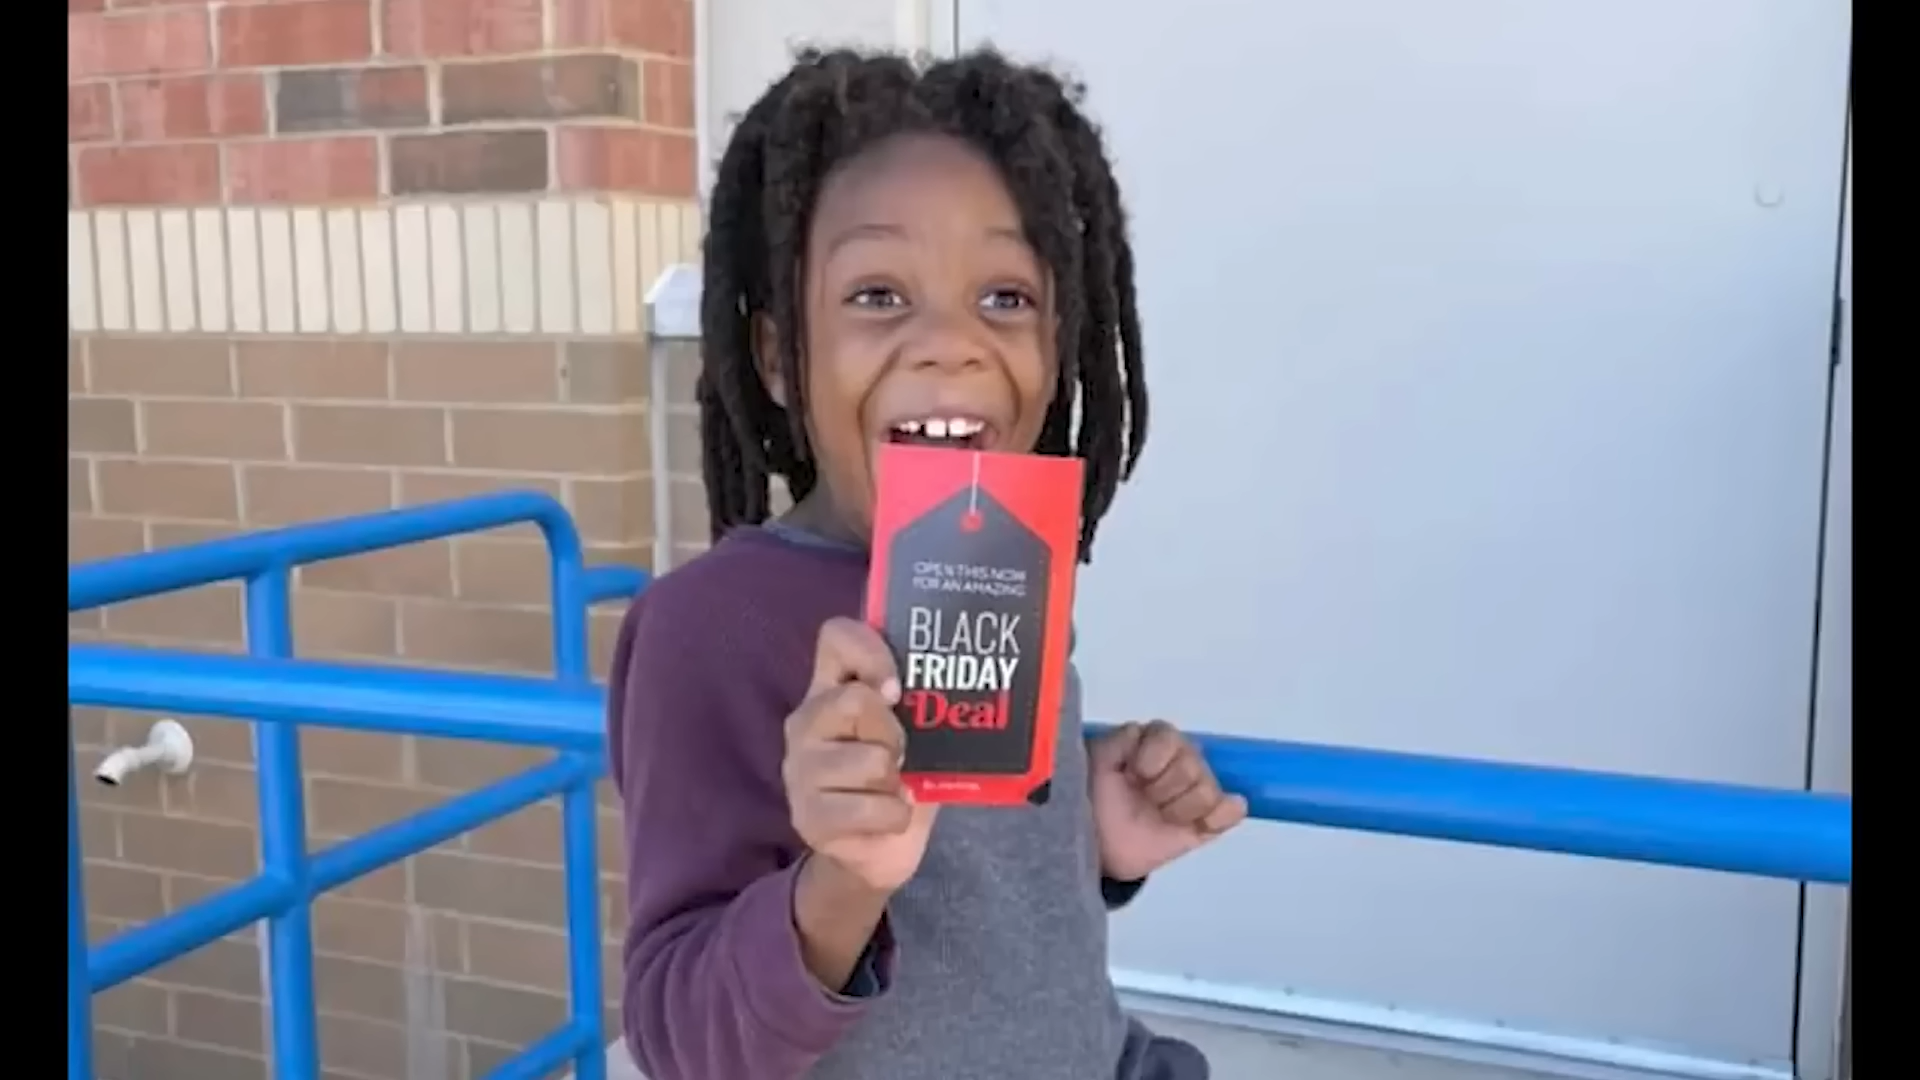 OPEN THIS NOW
FOR AN AMAZING
BLACK
FRIDAY
Deal